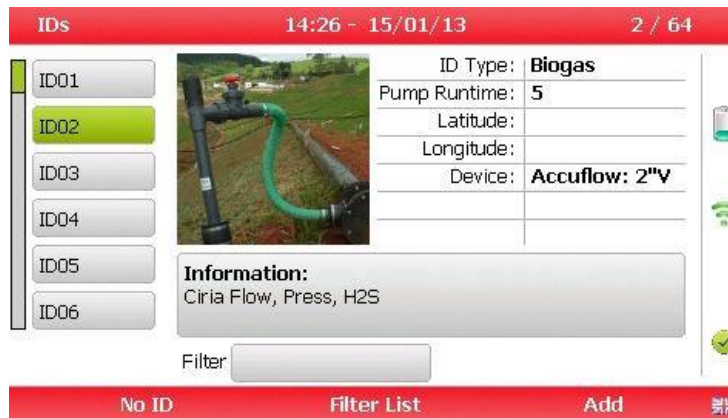 IDs 14:26 - 15/01/13 2 / 64
ID01
ID02
ID03
ID04
ID05
ID06
ID Type: Biogas
Pump Runtime: 5
Latitude:
Longitude:
Device: Accuflow: 2"V
Information:
Ciria Flow, Press, H2S
Filter
No ID Filter List Add